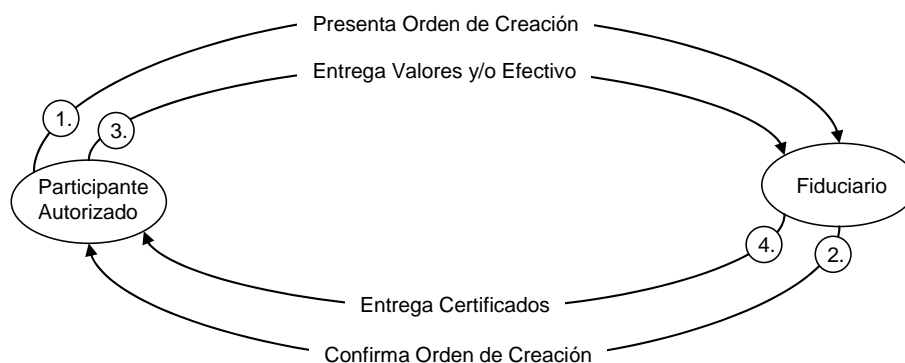 Presenta Orden de Creación
Entrega Valores y/o Efectivo
1.
3.
Participante
Autorizado
Fiduciario
4.
2.
Entrega Certificados
Confirma Orden de Creación